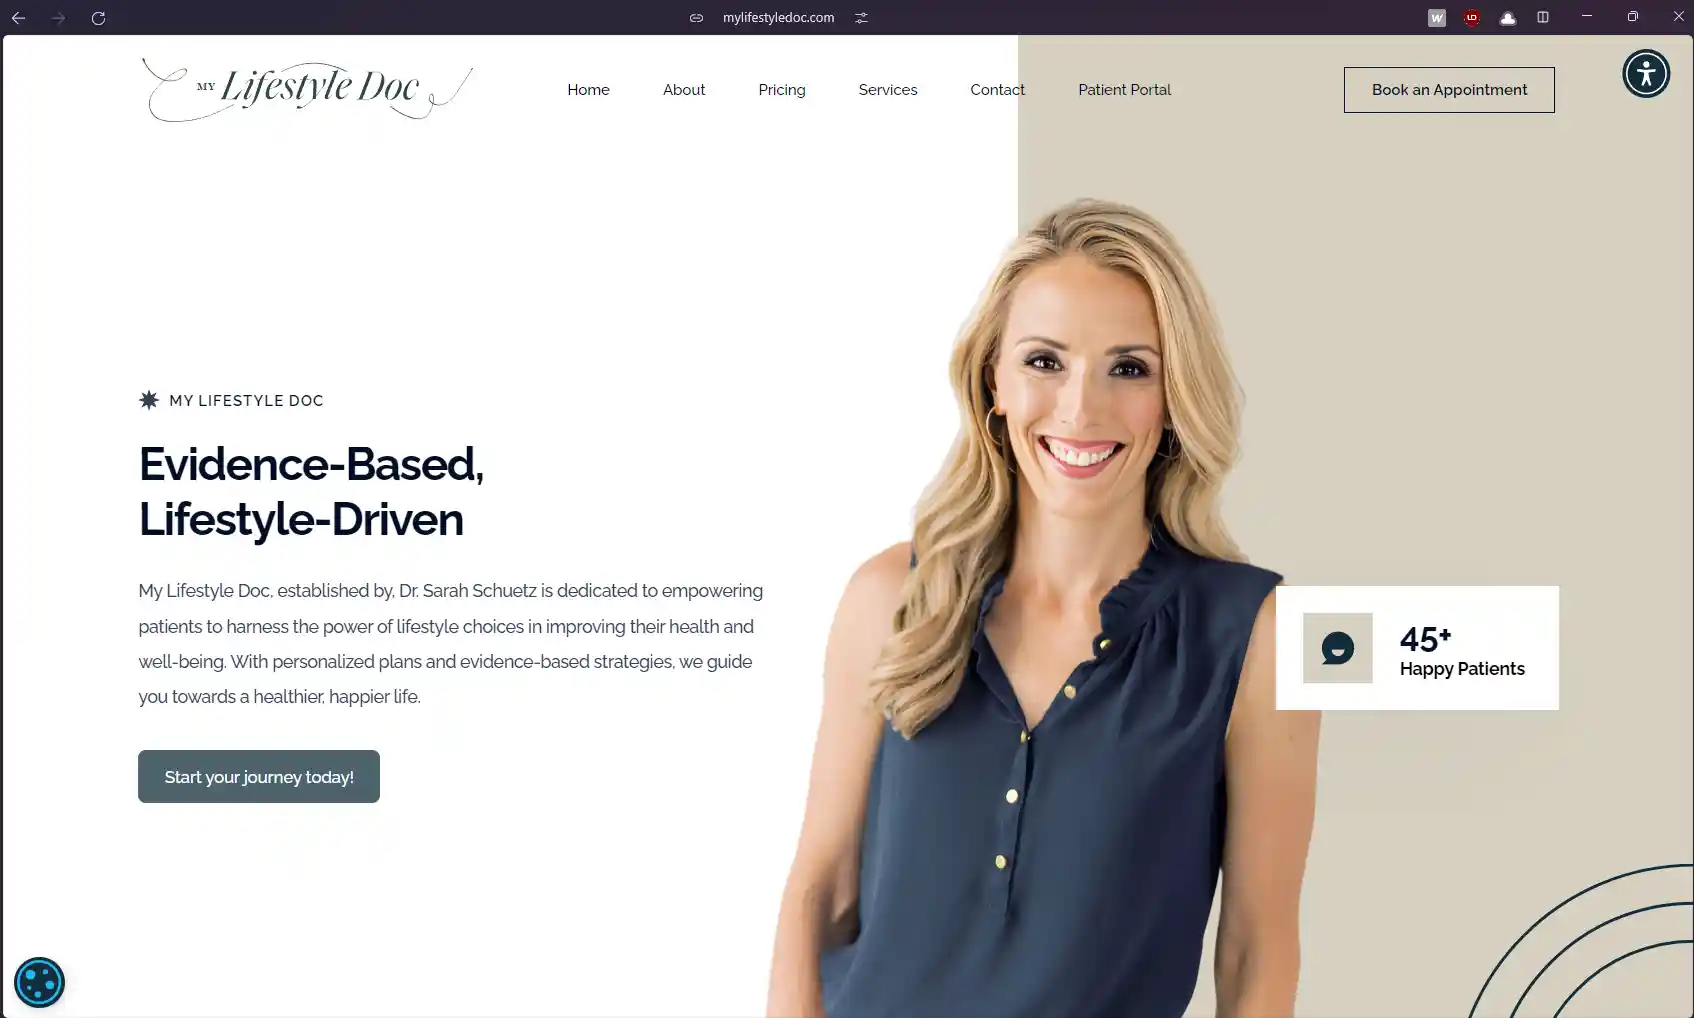 mylifestyledoc.com
MY Lifestyle Doc
Home
About
Pricing
Services
Contact
Patient Portal
Book an Appointment
MY LIFESTYLE DOC
Evidence-Based,
Lifestyle-Driven
My Lifestyle Doc, established by, Dr. Sarah Schuetz is dedicated to empowering
patients to harness the power of lifestyle choices in improving their health and
well-being. With personalized plans and evidence-based strategies, we guide
you towards a healthier, happier life.
Start your journey today!
45+
Happy Patients